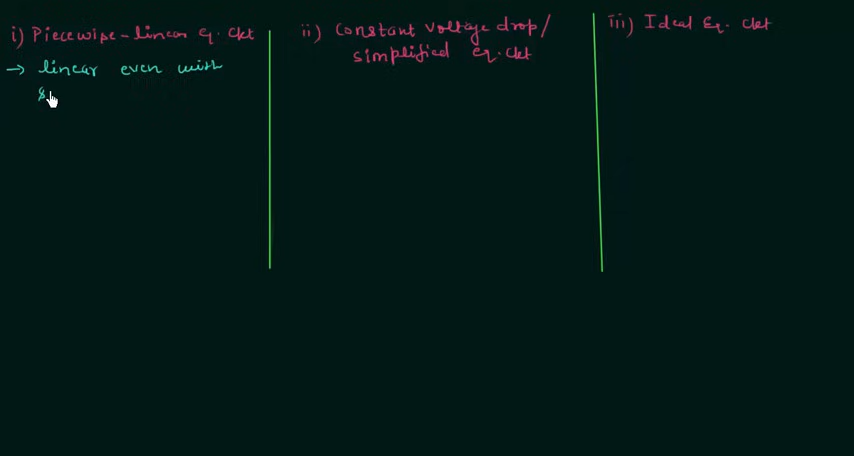 i) Piecewise-linear eq. ckt
→ linear even with
ii) Constant voltage drop/
simplified eq. ckt
iii) Ideal Eq. ckt